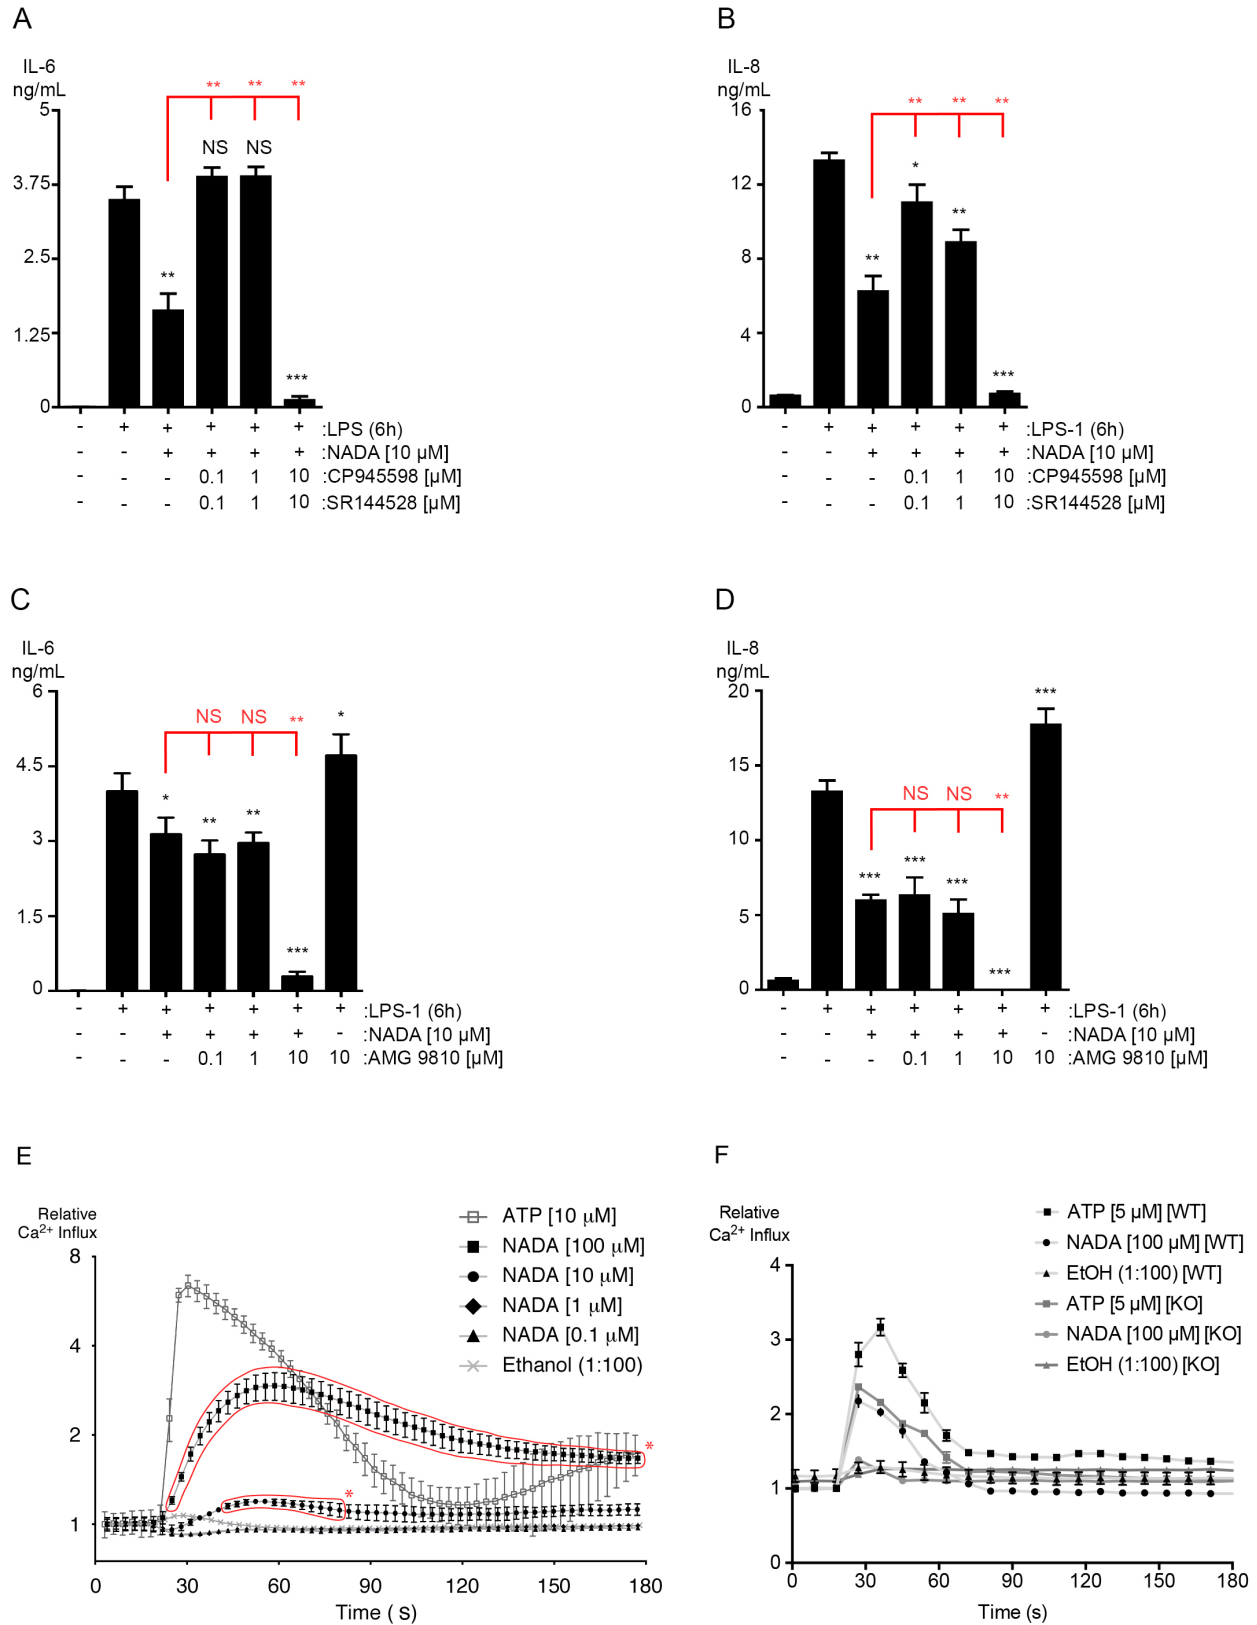 A
IL-6
ng/mL
** ** **
5
NS NS
3.75
**
2.5
1.25
***
0
- + + + + + :LPS (6h)
- - + + + + :NADA [10 µM]
- - - 0.1 1 10 :CP945598 [µM]
- - - 0.1 1 10 :SR144528 [µM]
B
IL-8
ng/mL
** ** **
16
*
12
**
**
8
4
***
0
- + + + + + :LPS-1 (6h)
- - + + + + :NADA [10 µM]
- - - 0.1 1 10 :CP945598 [µM]
- - - 0.1 1 10 :SR144528 [µM]
C
IL-6
ng/mL
6
NS NS **
*
4.5
* ** **
3
1.5
***
0
- + + + + + + :LPS-1 (6h)
- - + + + + - :NADA [10 µM]
- - - 0.1 1 10 10 :AMG 9810 [µM]
D
IL-8
ng/mL
20
***
15
NS NS **
10
*** *** ***
5
***
0
- + + + + + + :LPS-1 (6h)
- - + + + + - :NADA [10 µM]
- - - 0.1 1 10 10 :AMG 9810 [µM]
E
Relative
Ca2+ Influx
ATP [10 µM]
NADA [100 µM]
NADA [10 µM]
NADA [1 µM]
NADA [0.1 µM]
Ethanol (1:100)
8
4
2
*
*
1
0 30 60 90 120 150 180
Time ( s)
F
Relative
Ca2+ Influx
ATP [5 µM] [WT]
NADA [100 µM] [WT]
EtOH (1:100) [WT]
ATP [5 µM] [KO]
NADA [100 µM] [KO]
EtOH (1:100) [KO]
4
3
2
1
0
0 30 60 90 120 150 180
Time (s)